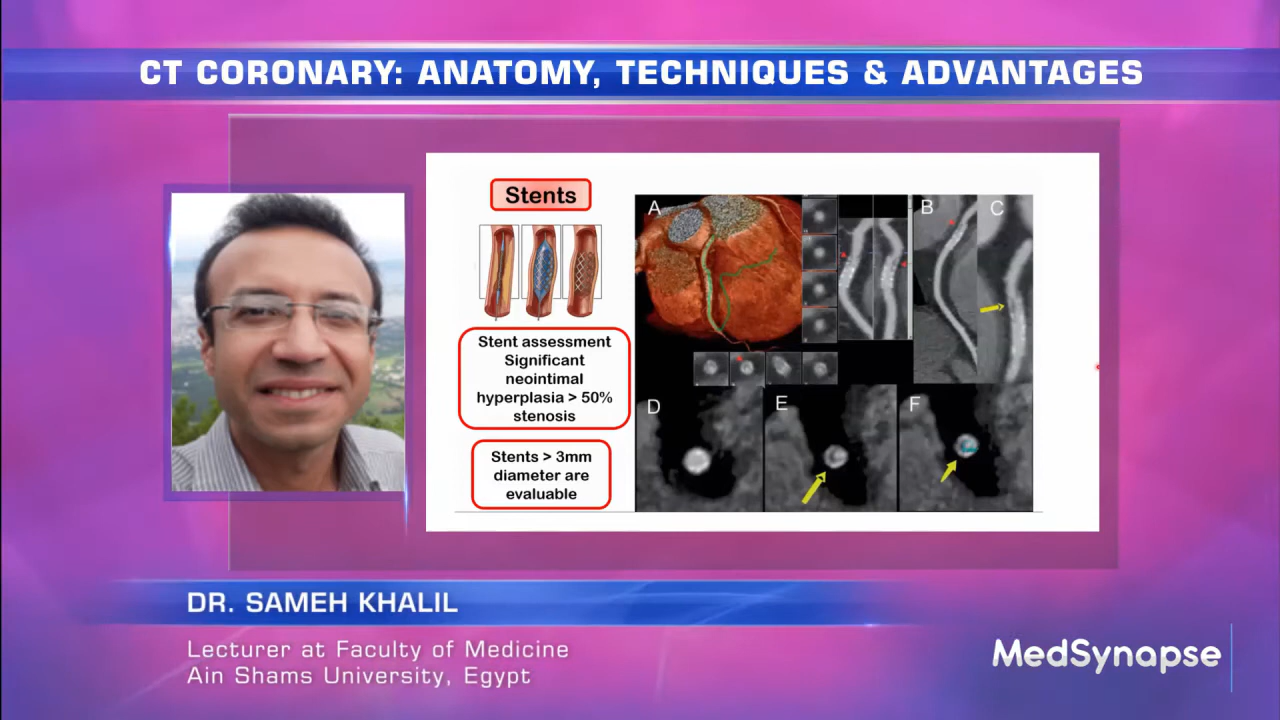 CT CORONARY: ANATOMY, TECHNIQUES & ADVANTAGES
Stents
Stent assessment
Significant
neointimal
hyperplasia > 50%
stenosis
Stents > 3mm
diameter are
evaluable
A
B
C
D
E
F
DR. SAMEH KHALIL
Lecturer at Faculty of Medicine
Ain Shams University, Egypt
MedSynapse